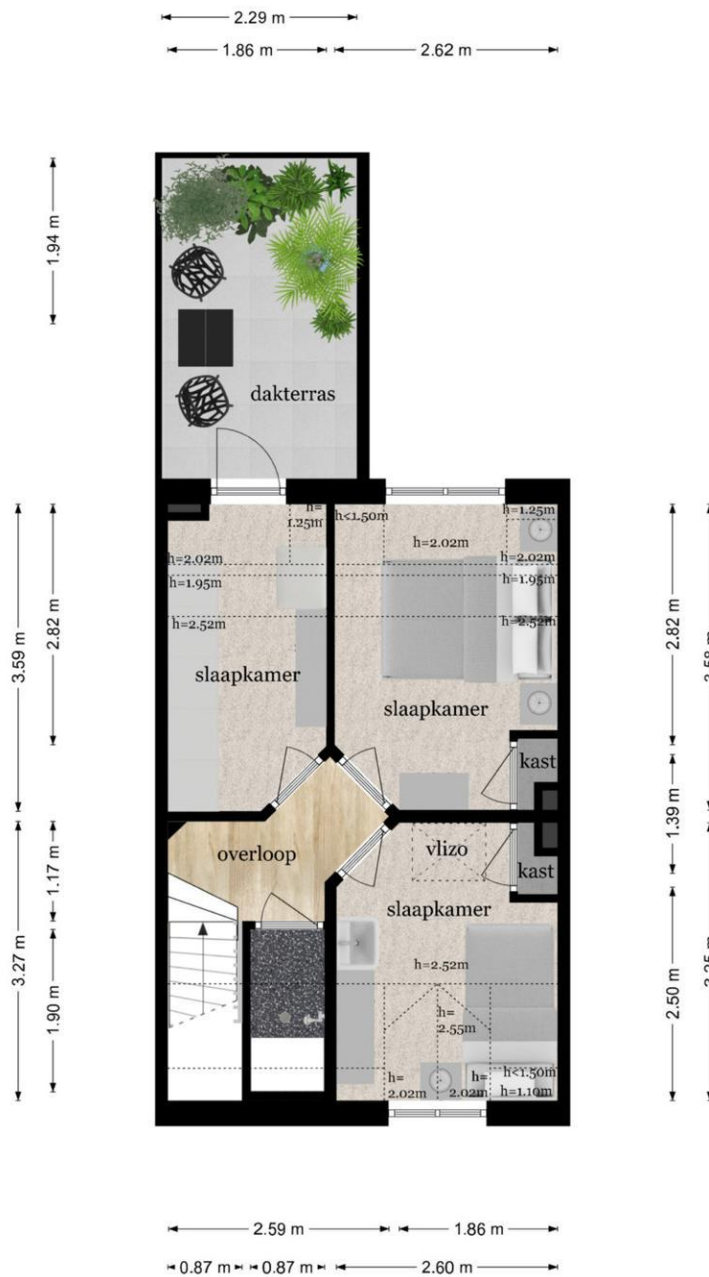 2.29 m
1.86 m
2.62 m
1.94 m
dakterras
h=
1.25m
h<1.50m
h=1.25m
h=2.02m
h=2.02m
h=2.02m
h=1.95m
h=1.95m
h=2.52m
h=2.52m
3.59 m
2.82 m
2.82 m
slaapkamer
slaapkamer
kast
1.39 m
overloop
vlizo
kast
slaapkamer
1.17 m
3.27 m
1.90 m
2.50 m
h=2.52m
h=
2.55m
h=
2.02m
h=
2.02m
h<1.50m
h=1.10m
2.59 m
1.86 m
0.87 m
0.87 m
2.60 m